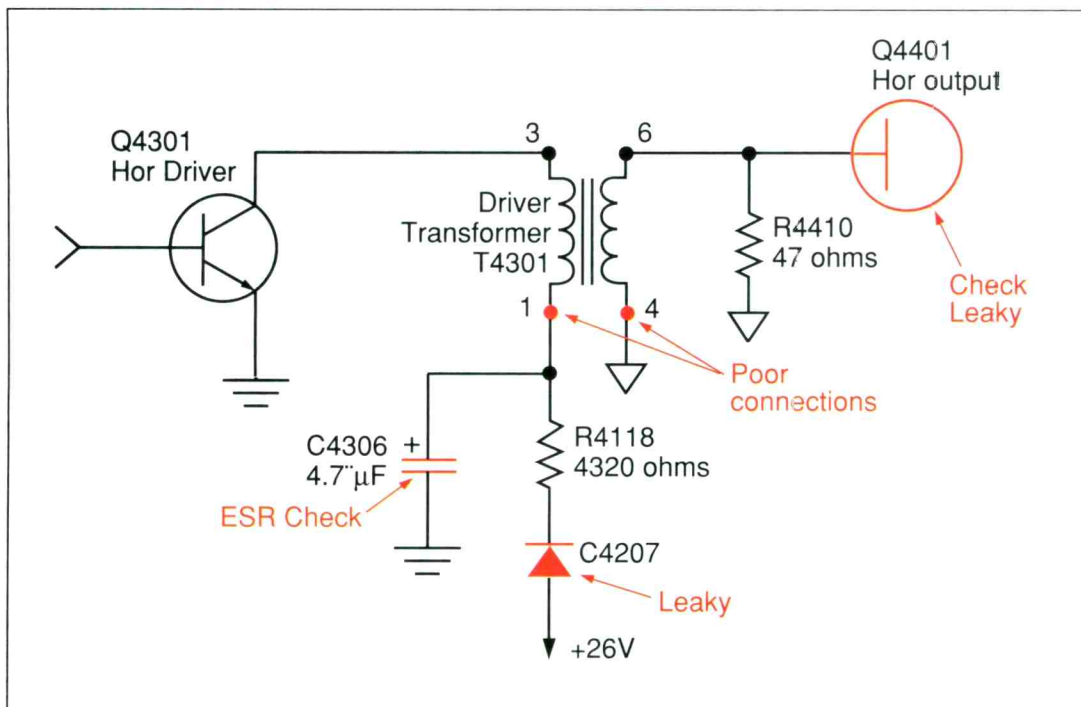 Q4401
Hor output
Q4301
Hor Driver
3
6
Driver
Transformer
T4301
R4410
47 ohms
Check
Leaky
1
4
Poor
connections
C4306
+
4.7¨µF
R4118
4320 ohms
ESR Check
C4207
Leaky
+26V